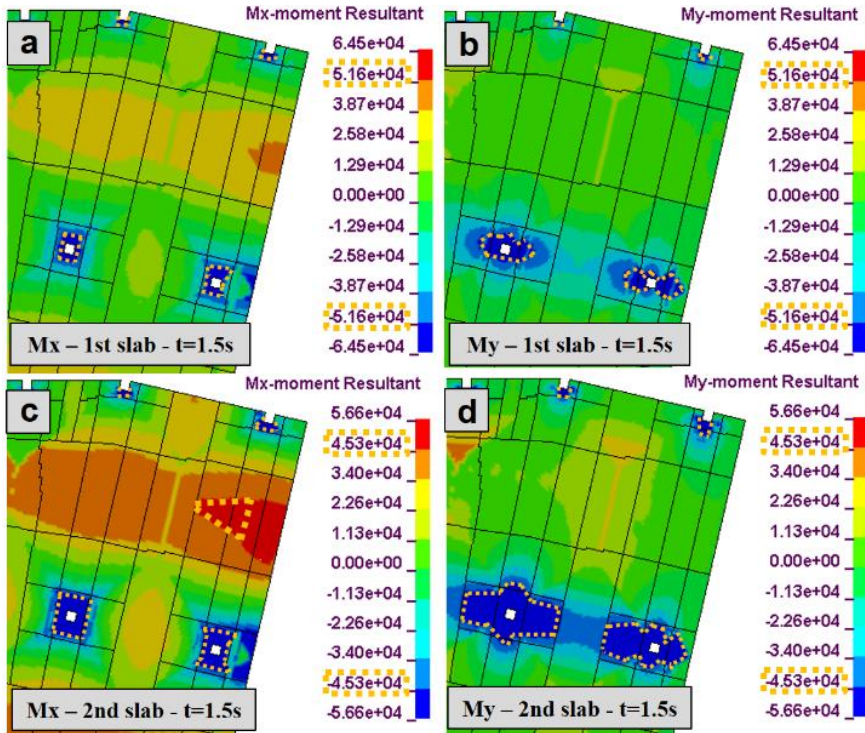 a
Mx-moment Resultant
6.45e+04
5.16e+04
3.87e+04
2.58e+04
1.29e+04
0.00e+00
-1.29e+04
-2.58e+04
-3.87e+04
-5.16e+04
-6.45e+04
Mx – 1st slab - t=1.5s
b
My-moment Resultant
6.45e+04
5.16e+04
3.87e+04
2.58e+04
1.29e+04
0.00e+00
-1.29e+04
-2.58e+04
-3.87e+04
-5.16e+04
-6.45e+04
My – 1st slab - t=1.5s
c
Mx-moment Resultant
5.66e+04
4.53e+04
3.40e+04
2.26e+04
1.13e+04
0.00e+00
-1.13e+04
-2.26e+04
-3.40e+04
-4.53e+04
-5.66e+04
Mx – 2nd slab - t=1.5s
d
My-moment Resultant
5.66e+04
4.53e+04
3.40e+04
2.26e+04
1.13e+04
0.00e+00
-1.13e+04
-2.26e+04
-3.40e+04
-4.53e+04
-5.66e+04
My – 2nd slab - t=1.5s